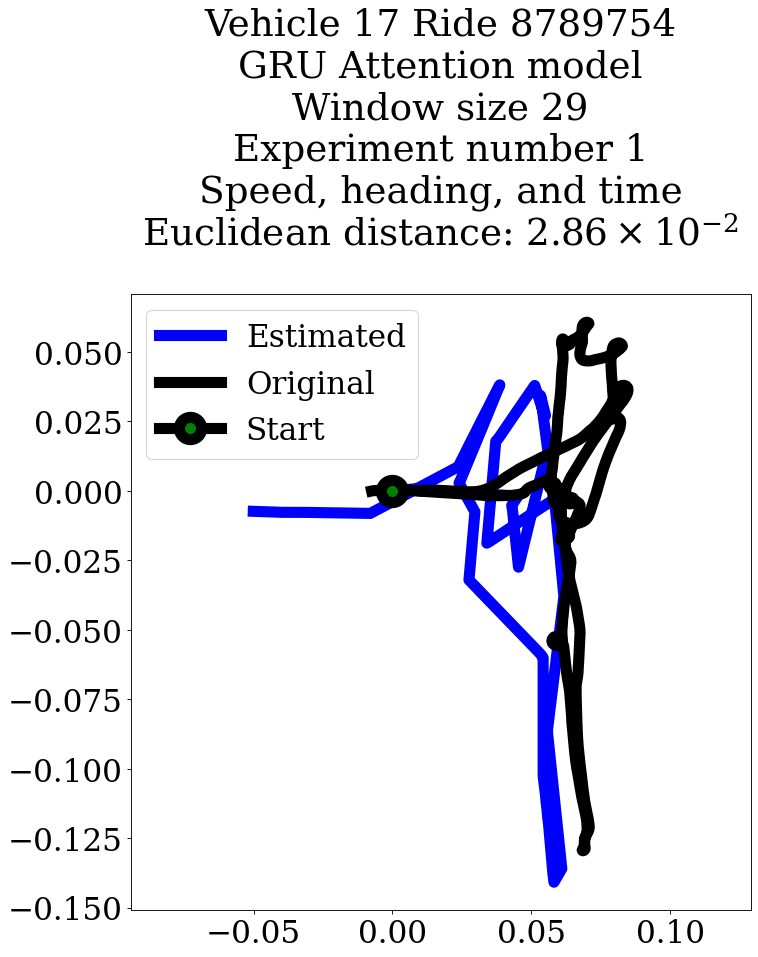 Vehicle 17 Ride 8789754
GRU Attention model
Window size 29
Experiment number 1
Speed, heading, and time
Euclidean distance: 2.86 × 10⁻²
Estimated
Original
Start
0.050
0.025
0.000
−0.025
−0.050
−0.075
−0.100
−0.125
−0.150
−0.05 0.00 0.05 0.10